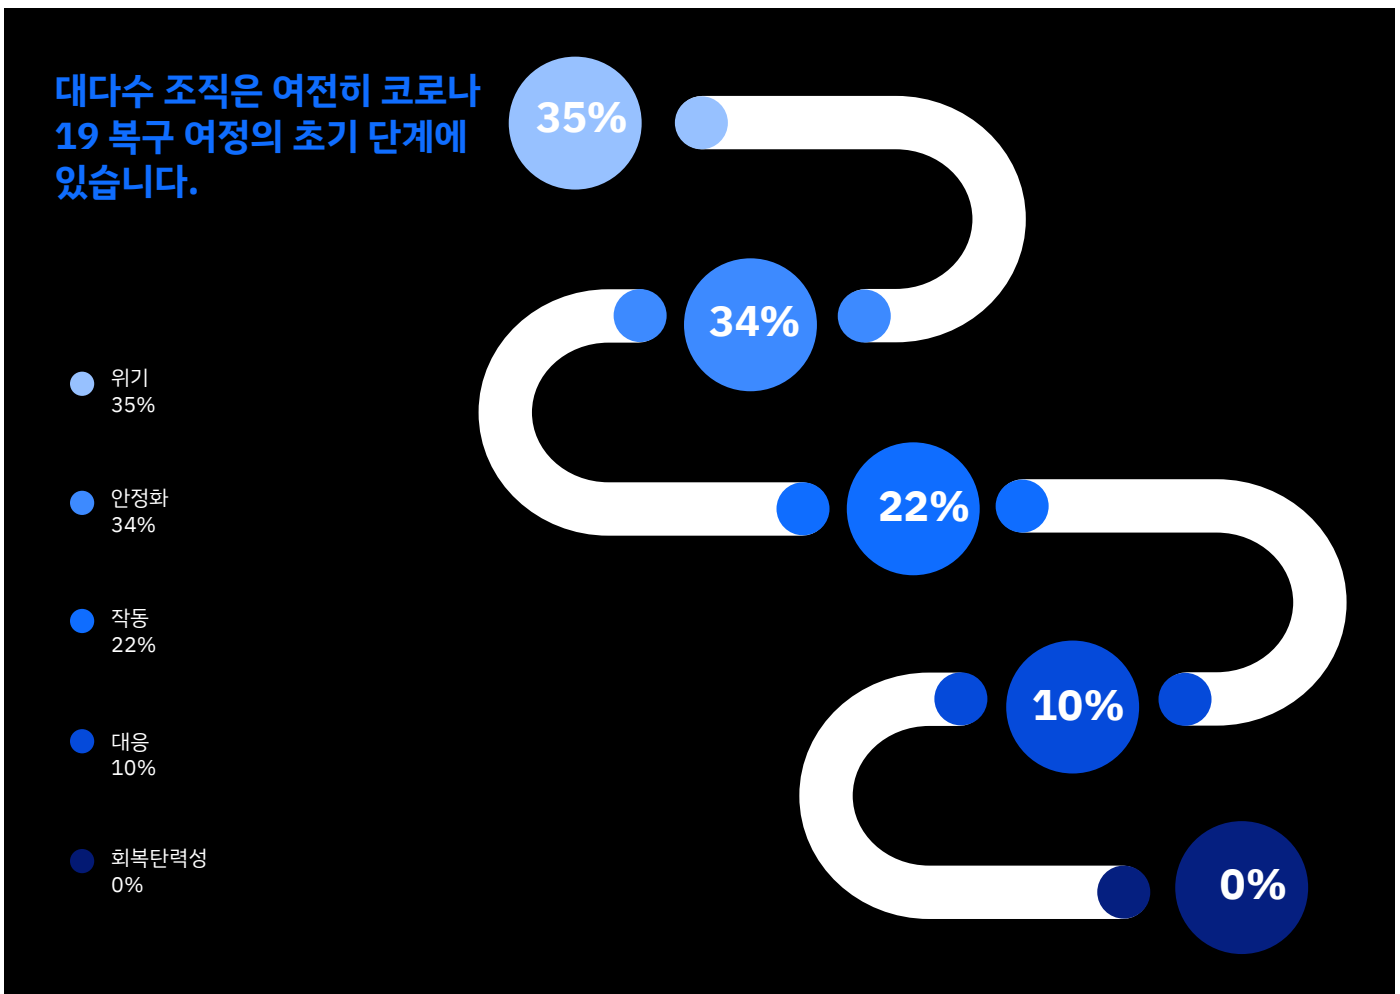 대다수 조직은 여전히 코로나
19 복구 여정의 초기 단계에
있습니다.
35%
34%
22%
10%
0%
위기
35%
안정화
34%
작동
22%
대응
10%
회복탄력성
0%